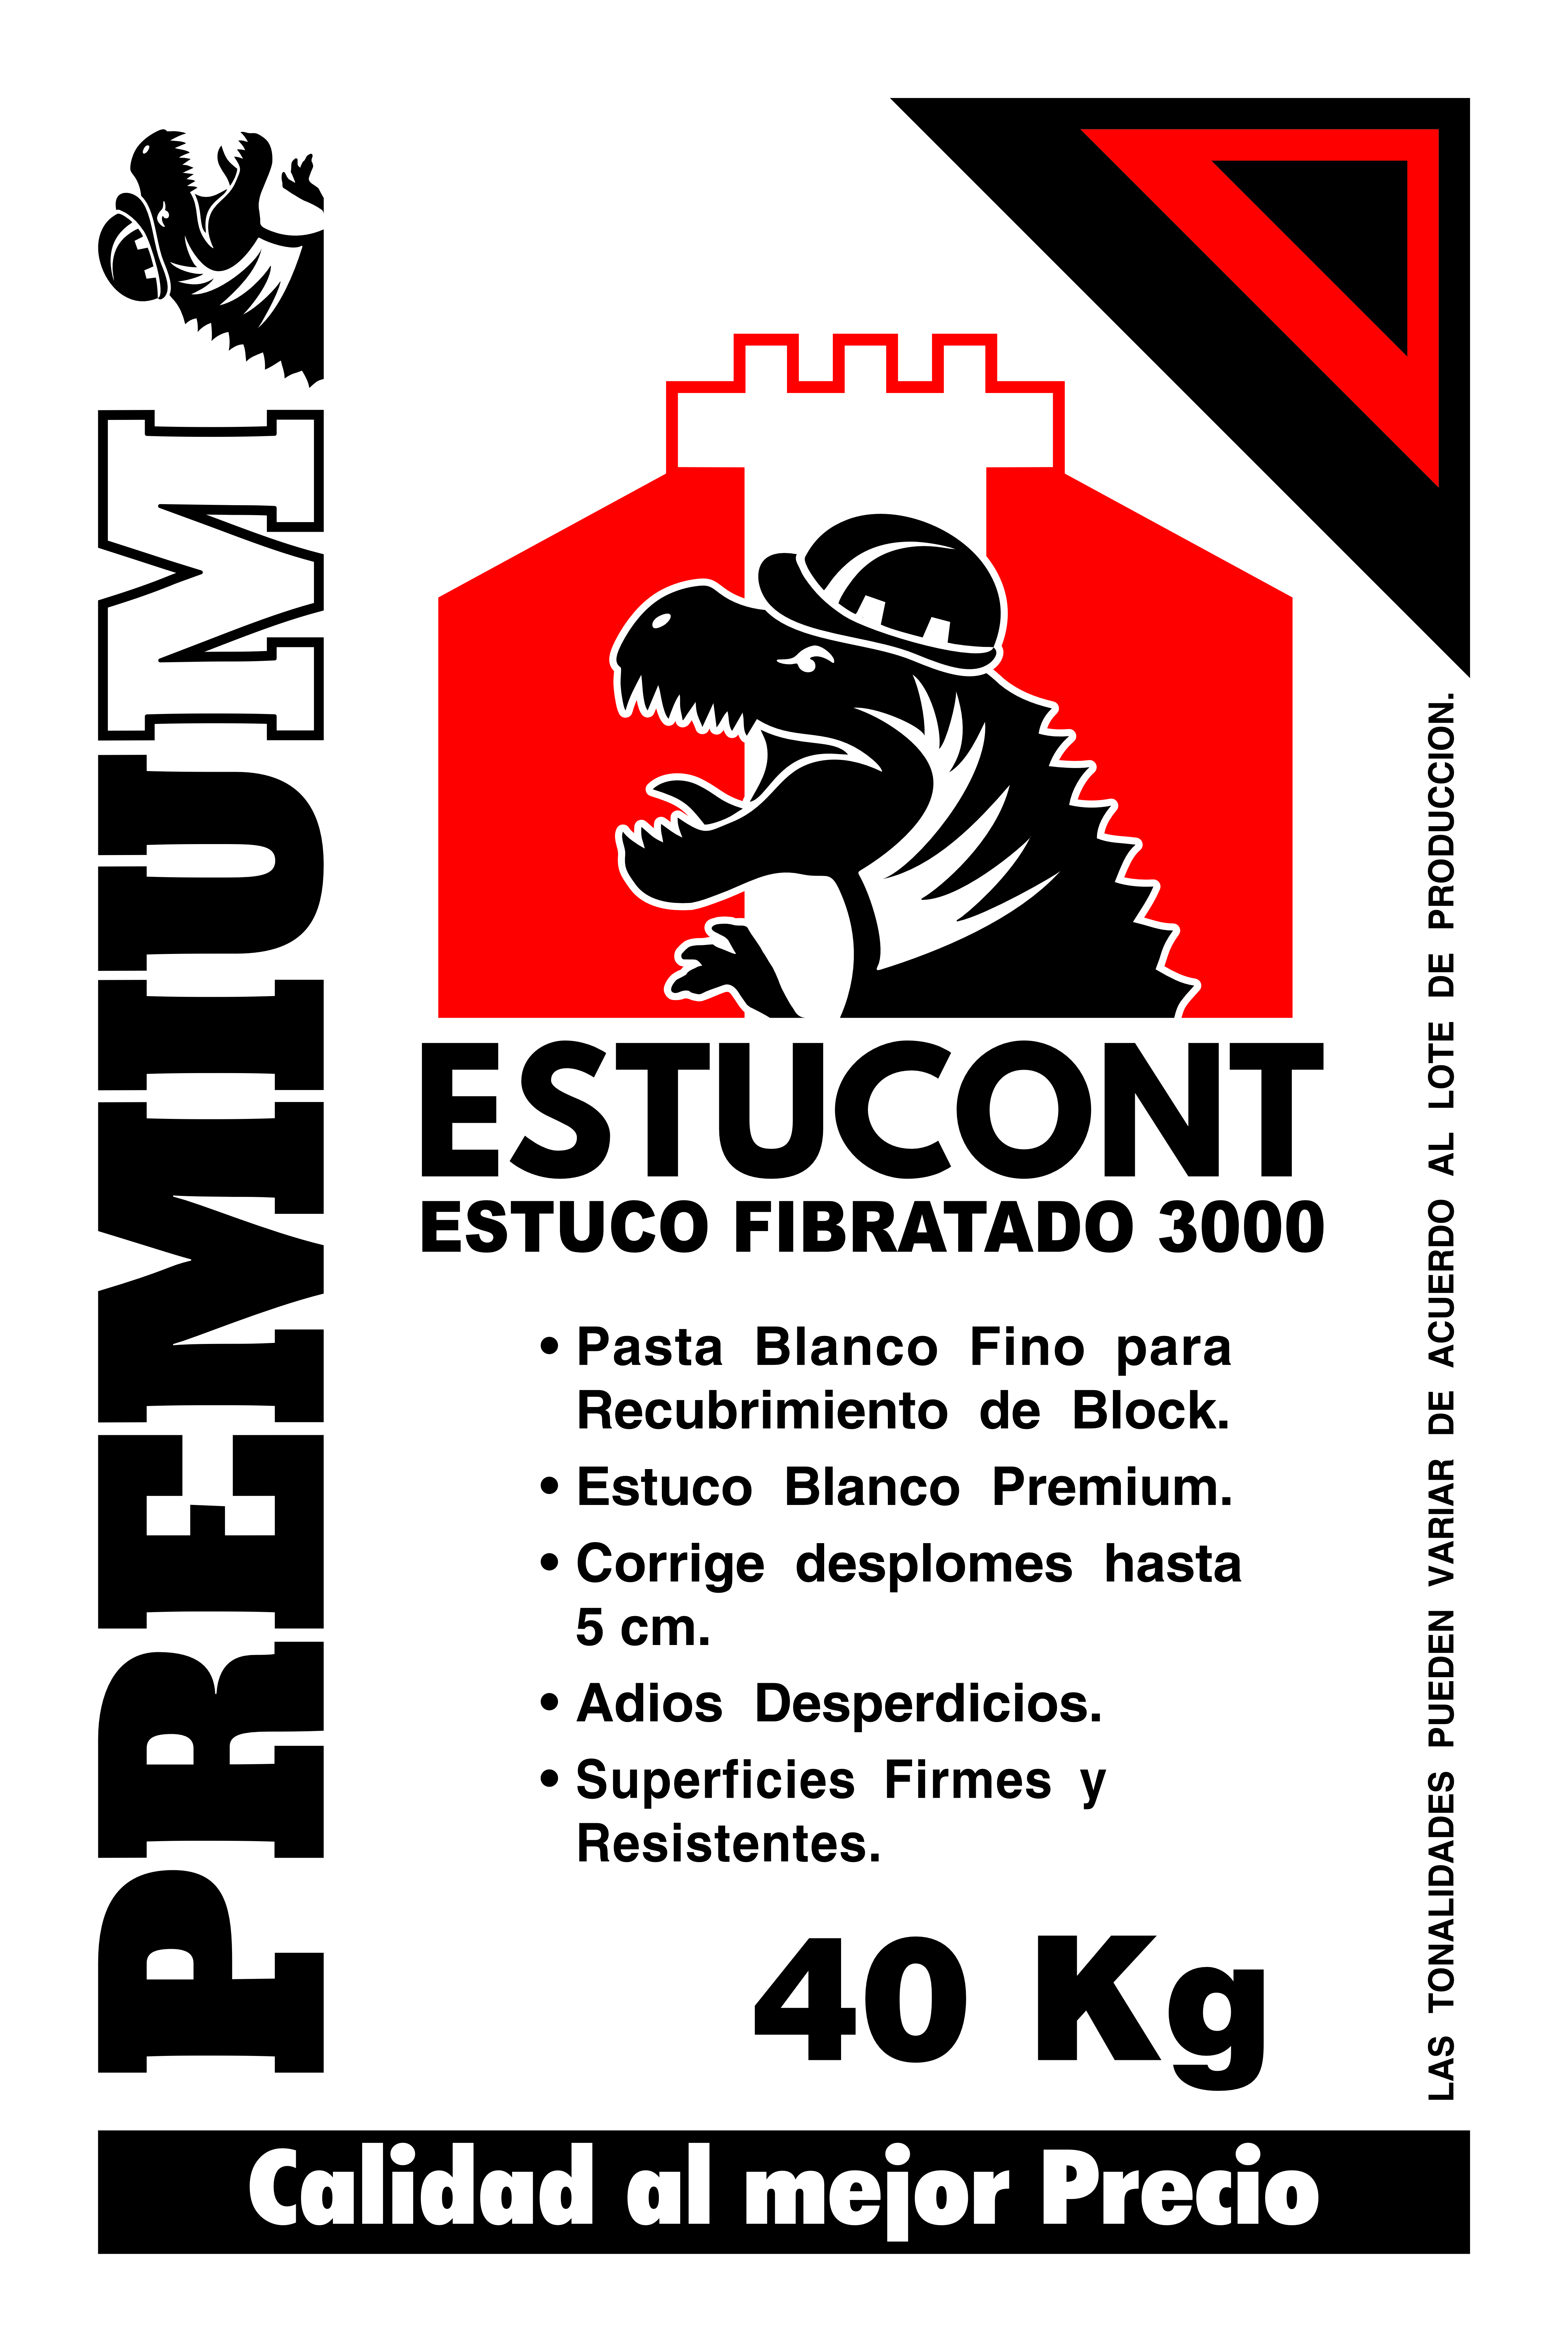 PREMIUM
ESTUCONT
ESTUCO FIBRATADO 3000
• Pasta Blanco Fino para
Recubrimiento de Block.
• Estuco Blanco Premium.
• Corrige desplomes hasta
5 cm.
• Adios Desperdicios.
• Superficies Firmes y
Resistentes.
40 Kg
LAS TONALIDADES PUEDEN VARIAR DE ACUERDO AL LOTE DE PRODUCCION.
Calidad al mejor Precio